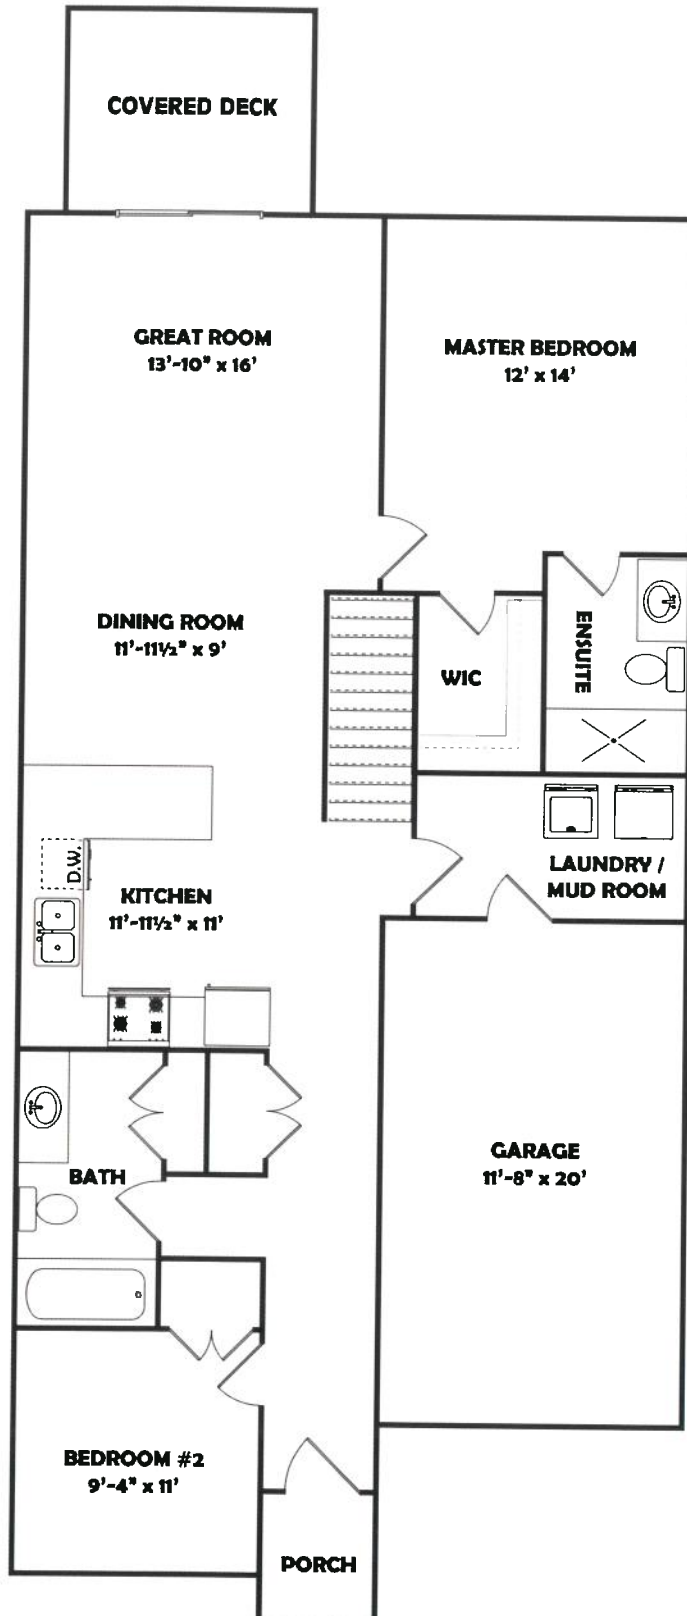 COVERED DECK
GREAT ROOM
13'-10" x 16'
MASTER BEDROOM
12' x 14'
DINING ROOM
11'-11½" x 9'
WIC
ENSUITE
D.W.
KITCHEN
11'-11½" x 11'
LAUNDRY /
MUD ROOM
GARAGE
11'-8" x 20'
BATH
BEDROOM #2
9'-4" x 11'
PORCH